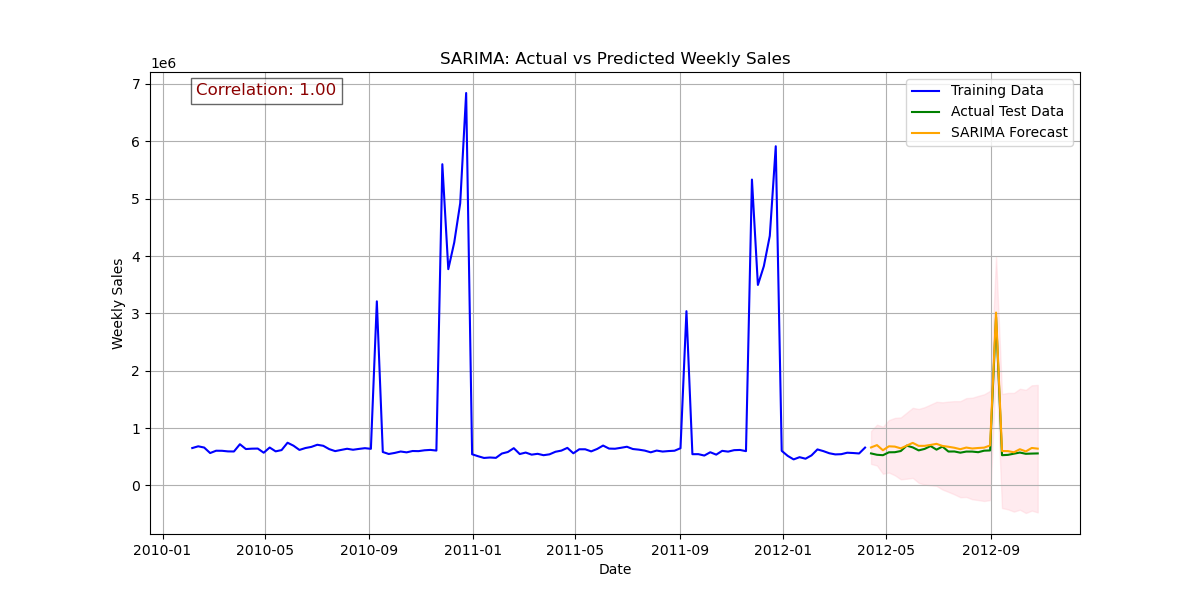 SARIMA: Actual vs Predicted Weekly Sales
1e6
Correlation: 1.00
Training Data
Actual Test Data
SARIMA Forecast
7
6
5
4
3
2
1
0
Weekly Sales
2010-01 2010-05 2010-09 2011-01 2011-05 2011-09 2012-01 2012-05 2012-09
Date